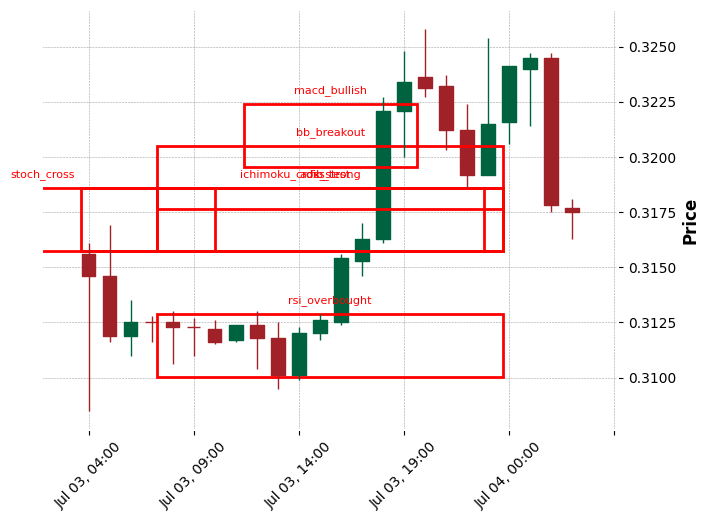 macd_bullish
bb_breakout
stoch_cross
rsi_overbought
0.3250
0.3225
0.3200
0.3175
0.3150
0.3125
0.3100
Price
Jul 03, 04:00
Jul 03, 09:00
Jul 03, 14:00
Jul 03, 19:00
Jul 04, 00:00